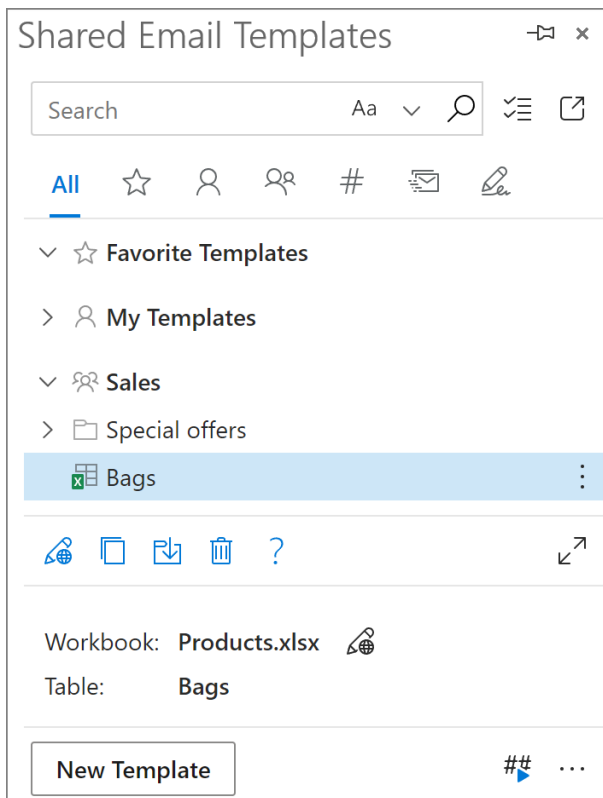 Shared Email Templates
Search Aa
All
Favorite Templates
My Templates
Sales
Special offers
Bags
Workbook: Products.xlsx
Table: Bags
New Template ##